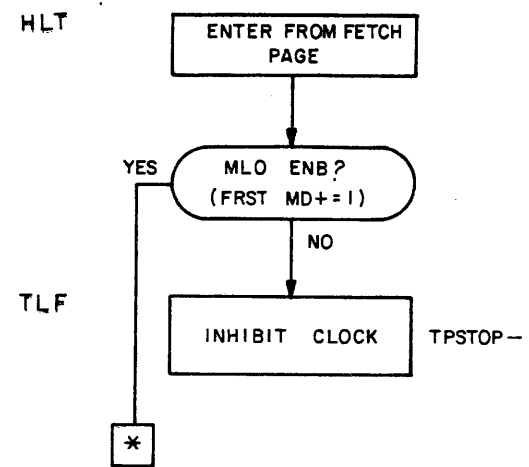 HLT
ENTER FROM FETCH
PAGE
YES
MLO ENB?
(FRST MD+=1)
NO
TLF
INHIBIT CLOCK
TPSTOP-
*